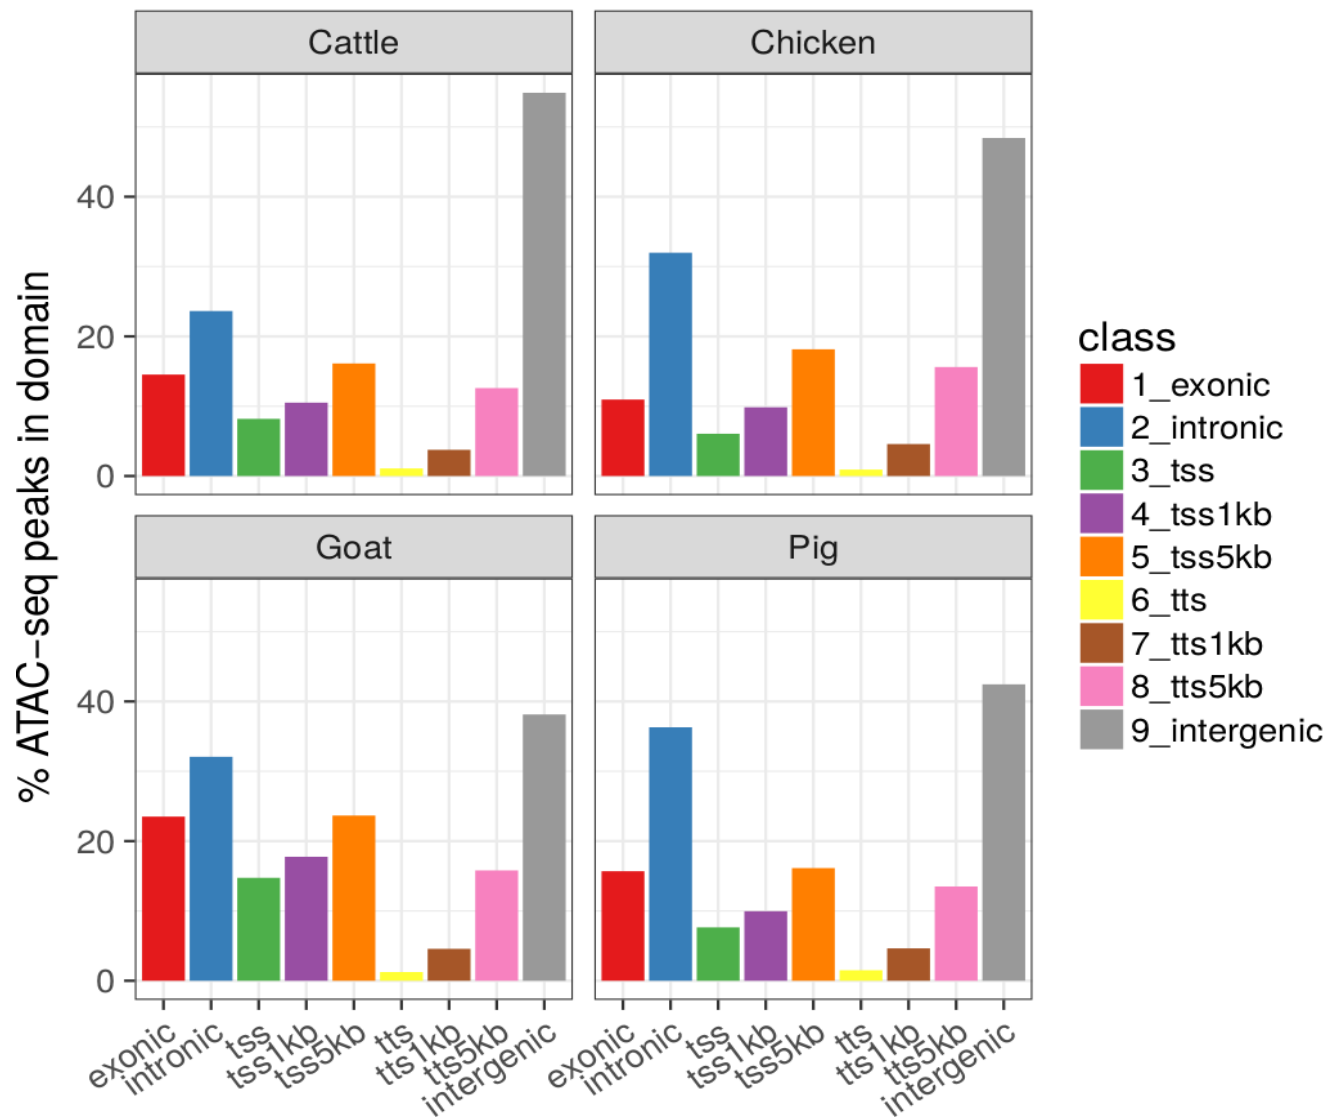 Cattle
Chicken
% ATAC−seq peaks in domain
40
20
0
Goat
Pig
40
20
0
exonic
intronic
tss
tss1kb
tss5kb
tts
tts1kb
tts5kb
intergenic
exonic
intronic
tss
tss1kb
tss5kb
tts
tts1kb
tts5kb
intergenic
class
1_exonic
2_intronic
3_tss
4_tss1kb
5_tss5kb
6_tts
7_tts1kb
8_tts5kb
9_intergenic